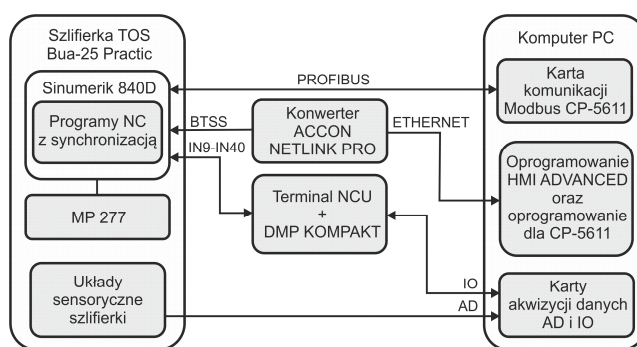 Szlifierka TOS
Bua-25 Practic
Sinumerik 840D
Programy NC
z synchronizacją
MP 277
Układy
sensoryczne
szlifierki
PROFIBUS
BTSS
IN9-IN40
Konwerter
ACCON
NETLINK PRO
ETHERNET
Terminal NCU
+
DMP KOMPAKT
IO
AD
Komputer PC
Karta
komunikacji
Modbus CP-5611
Oprogramowanie
HMI ADVANCED
oraz
oprogramowanie
dla CP-5611
Karty
akwizycji danych
AD i IO